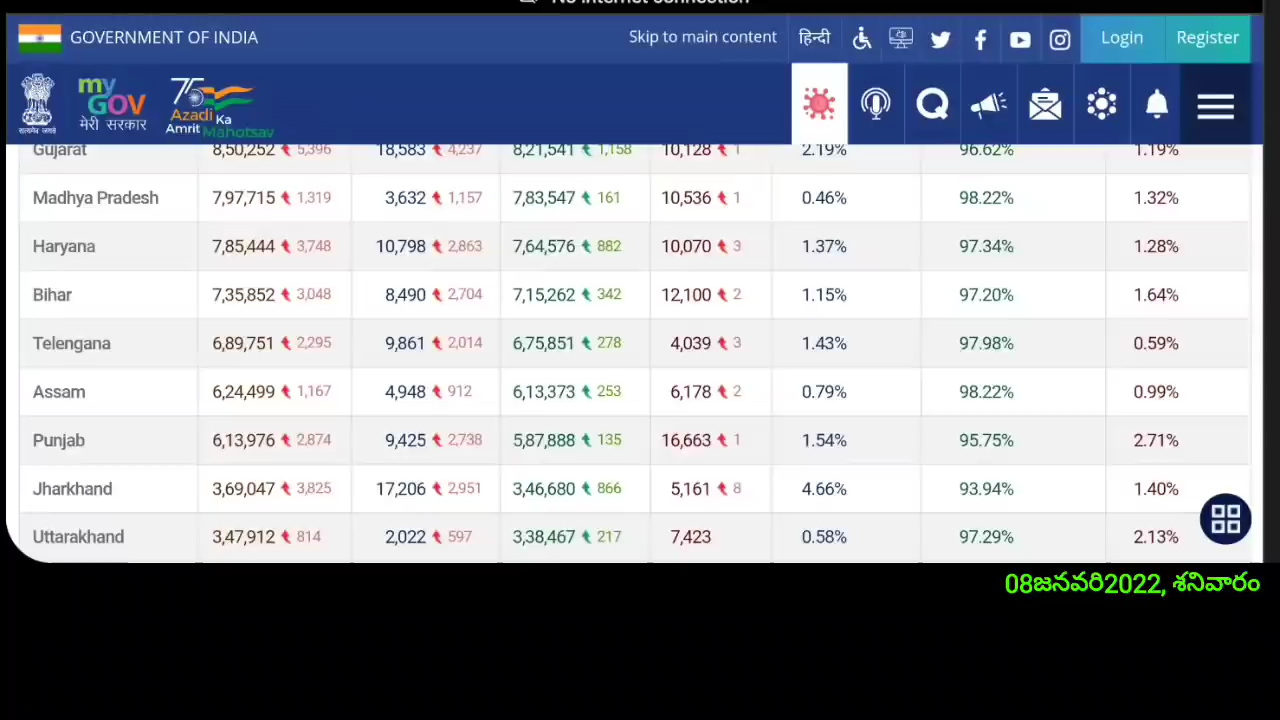 No internet connection
GOVERNMENT OF INDIA Skip to main content हिन्दी Login Register
सत्यमेव जयते my GOV मेरी सरकार 75 Azadi Ka Amrit Mahotsav
Gujarat 8,50,252 5,396 18,583 4,237 8,21,541 1,158 10,128 1 2.19% 96.62% 1.19%
Madhya Pradesh 7,97,715 1,319 3,632 1,157 7,83,547 161 10,536 1 0.46% 98.22% 1.32%
Haryana 7,85,444 3,748 10,798 2,863 7,64,576 882 10,070 3 1.37% 97.34% 1.28%
Bihar 7,35,852 3,048 8,490 2,704 7,15,262 342 12,100 2 1.15% 97.20% 1.64%
Telengana 6,89,751 2,295 9,861 2,014 6,75,851 278 4,039 3 1.43% 97.98% 0.59%
Assam 6,24,499 1,167 4,948 912 6,13,373 253 6,178 2 0.79% 98.22% 0.99%
Punjab 6,13,976 2,874 9,425 2,738 5,87,888 135 16,663 1 1.54% 95.75% 2.71%
Jharkhand 3,69,047 3,825 17,206 2,951 3,46,680 866 5,161 8 4.66% 93.94% 1.40%
Uttarakhand 3,47,912 814 2,022 597 3,38,467 217 7,423 0.58% 97.29% 2.13%
08జనవరి2022, శనివారం